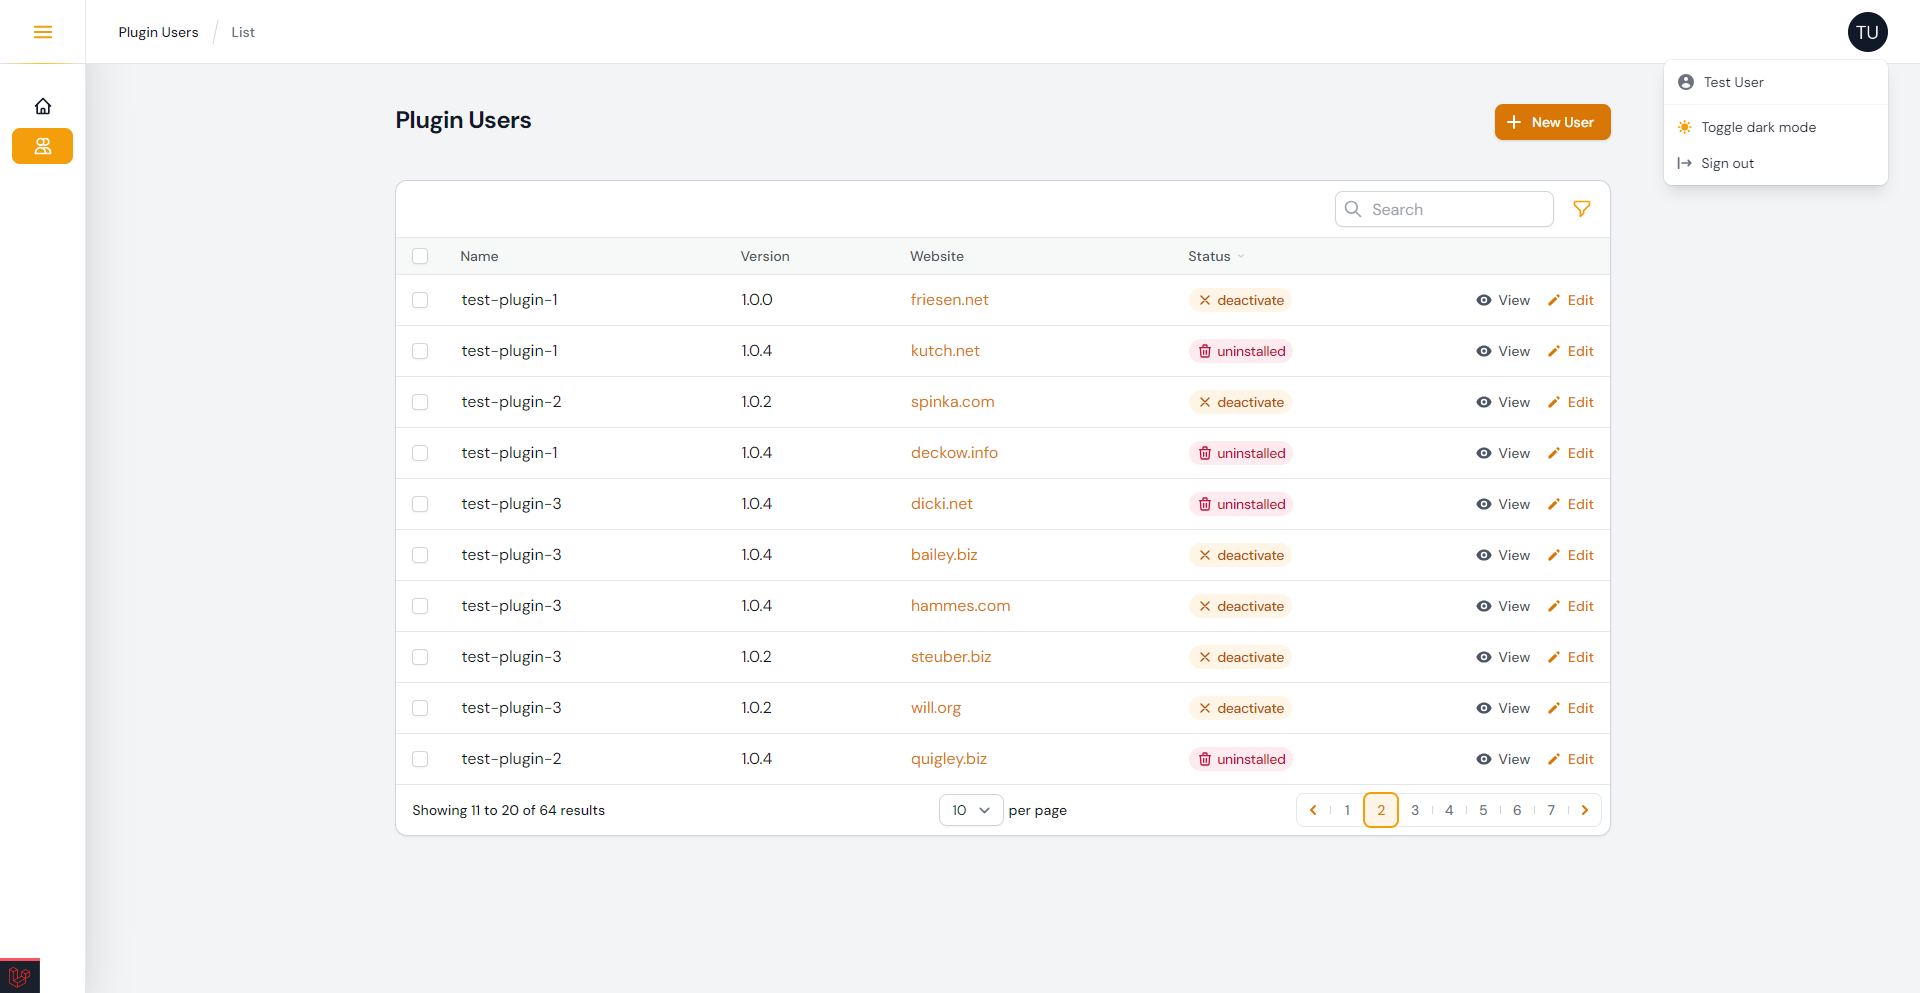 Plugin Users / List
TU
Test User
Toggle dark mode
Sign out
Plugin Users
New User
Search
Name Version Website Status
test-plugin-1 1.0.0 friesen.net deactivate View Edit
test-plugin-1 1.0.4 kutch.net uninstalled View Edit
test-plugin-2 1.0.2 spinka.com deactivate View Edit
test-plugin-1 1.0.4 deckow.info uninstalled View Edit
test-plugin-3 1.0.4 dicki.net uninstalled View Edit
test-plugin-3 1.0.4 bailey.biz deactivate View Edit
test-plugin-3 1.0.4 hammes.com deactivate View Edit
test-plugin-3 1.0.2 steuber.biz deactivate View Edit
test-plugin-3 1.0.2 will.org deactivate View Edit
test-plugin-2 1.0.4 quigley.biz uninstalled View Edit
Showing 11 to 20 of 64 results 10 per page 1 2 3 4 5 6 7